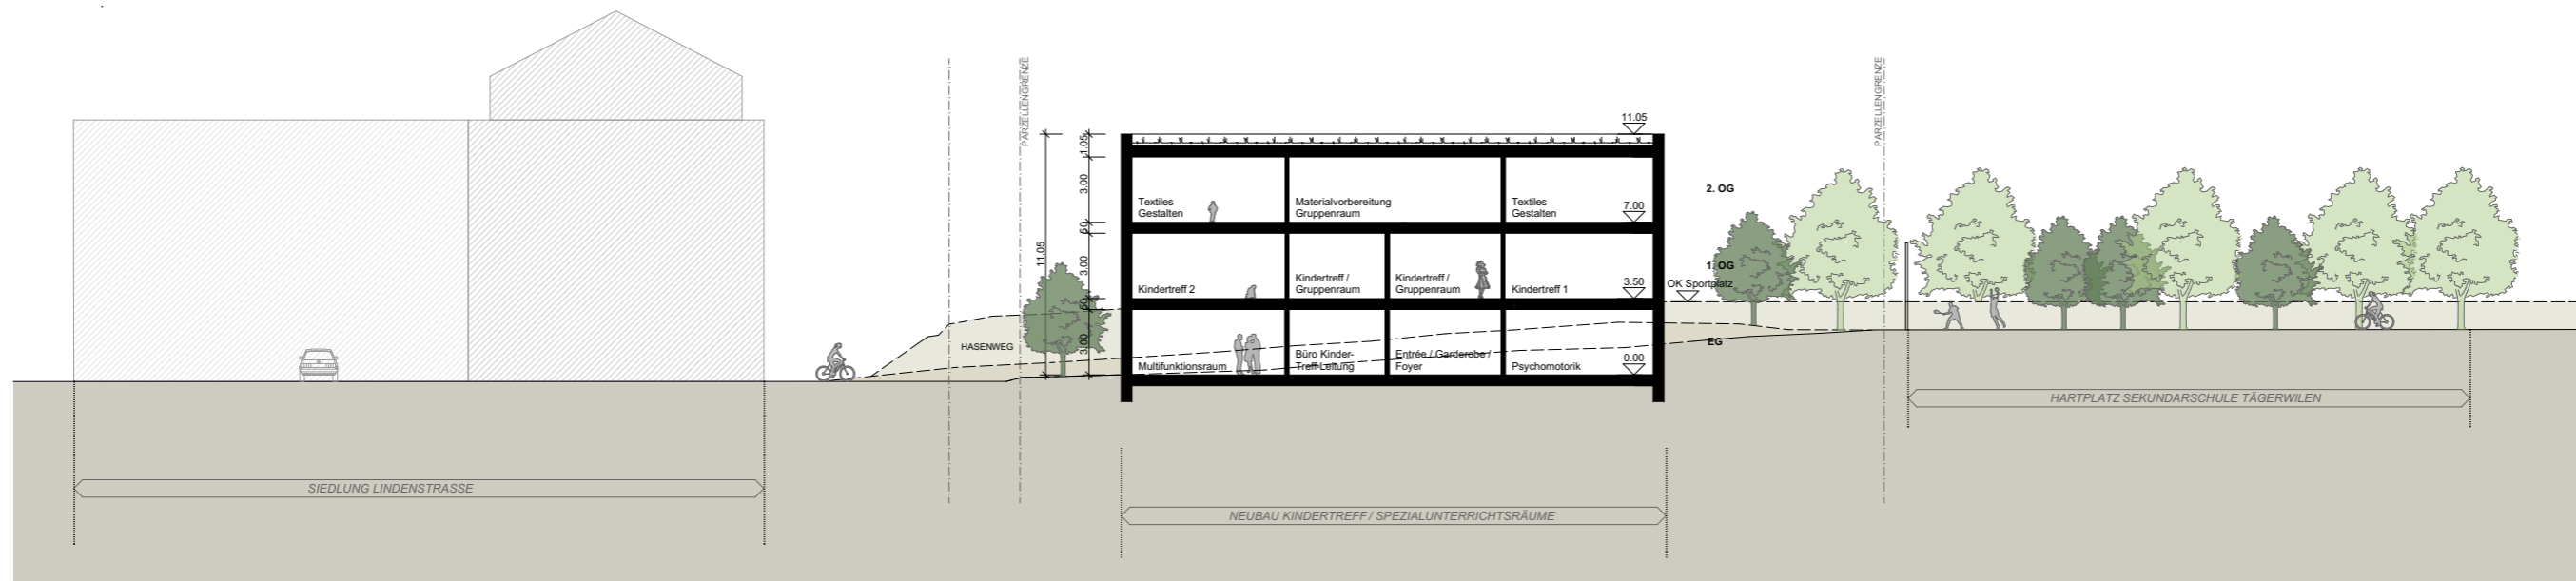 PARZELLENGRENZE
PARZELLENGRENZE
11.05
1.05
3.00
50
3.00
50
3.00
11.05
2. OG
Textiles
Gestalten
Materialvorbereitung
Gruppenraum
Textiles
Gestalten
7.00
1. OG
Kindertreff 2
Kindertreff /
Gruppenraum
Kindertreff /
Gruppenraum
Kindertreff 1
3.50
OK Sportplatz
HASENWEG
EG
Multifunktionsraum
Büro Kinder-
Treff-Leitung
Entrée / Garderobe /
Foyer
Psychomotorik
0.00
HARTPLATZ SEKUNDARSCHULE TÄGERWILEN
SIEDLUNG LINDENSTRASSE
NEUBAU KINDERTREFF / SPEZIALUNTERRICHTSRÄUME